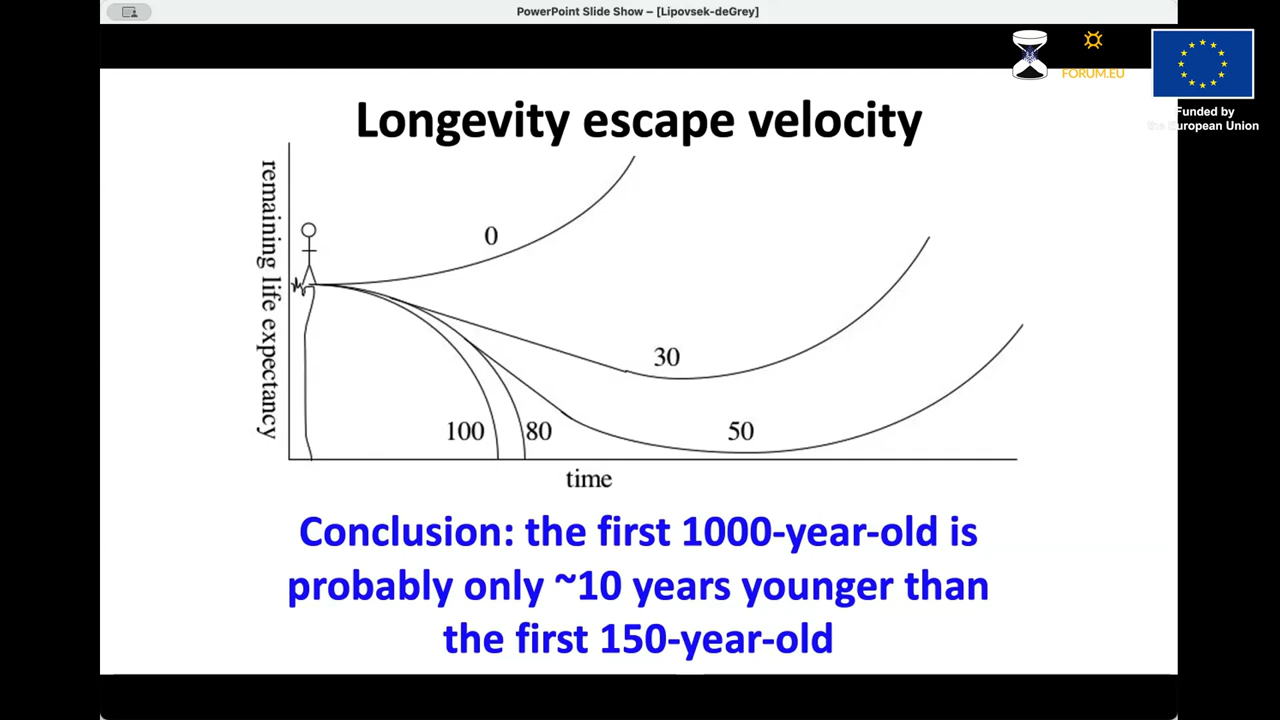 PowerPoint Slide Show – [Lipovsek-deGrey]
FORUM.EU
Funded by
the European Union
Longevity escape velocity
remaining life expectancy
0
30
100
80
50
time
Conclusion: the first 1000-year-old is
probably only ~10 years younger than
the first 150-year-old